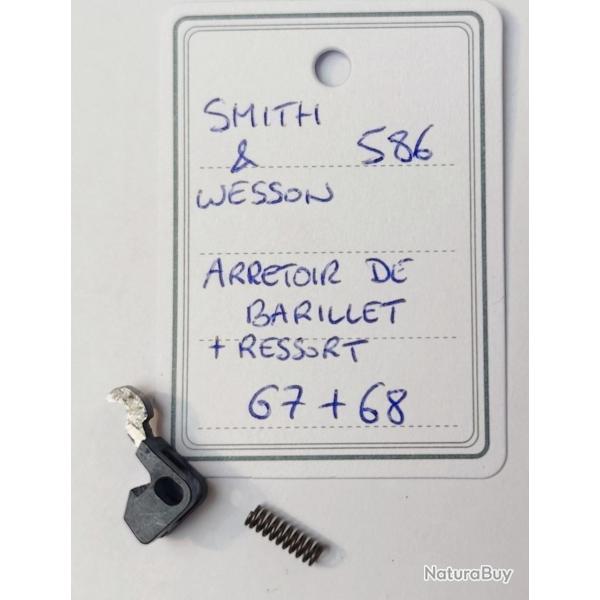 SMITH
& 586
WESSON
ARRETOIR DE
BARILLET
+ RESSORT
67 + 68
NaturaBuy